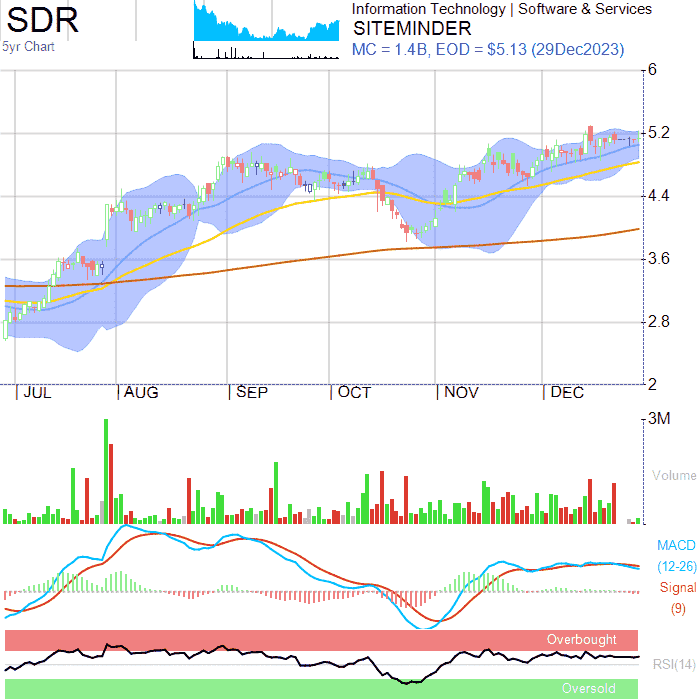 SDR
5yr Chart
Information Technology | Software & Services
SITEMINDER
MC = 1.4B, EOD = $5.13 (29Dec2023)
6
5.2
4.4
3.6
2.8
2
JUL AUG SEP OCT NOV DEC
3M
Volume
MACD
(12-26)
Signal
(9)
Overbought
RSI(14)
Oversold